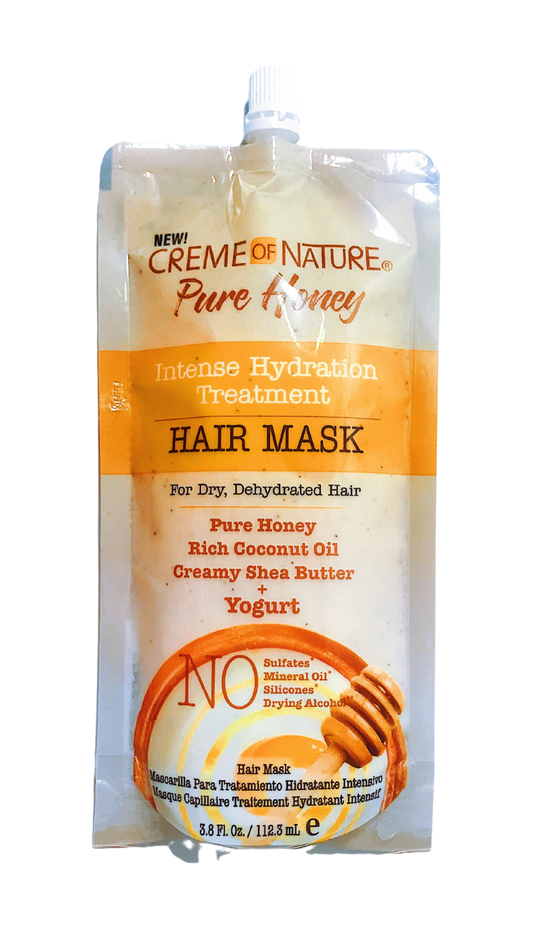 NEW!
CREME OF NATURE®
Pure Honey
Intense Hydration
Treatment
HAIR MASK
For Dry, Dehydrated Hair
Pure Honey
Rich Coconut Oil
Creamy Shea Butter
+
Yogurt
NO
Sulfates*
Mineral Oil*
Silicones*
Drying Alcohol
Hair Mask
Mascarilla Para Tratamiento Hidratante Intensivo
Masque Capillaire Traitement Hydratant Intensif
3.8 Fl. Oz. / 112.3 mL e